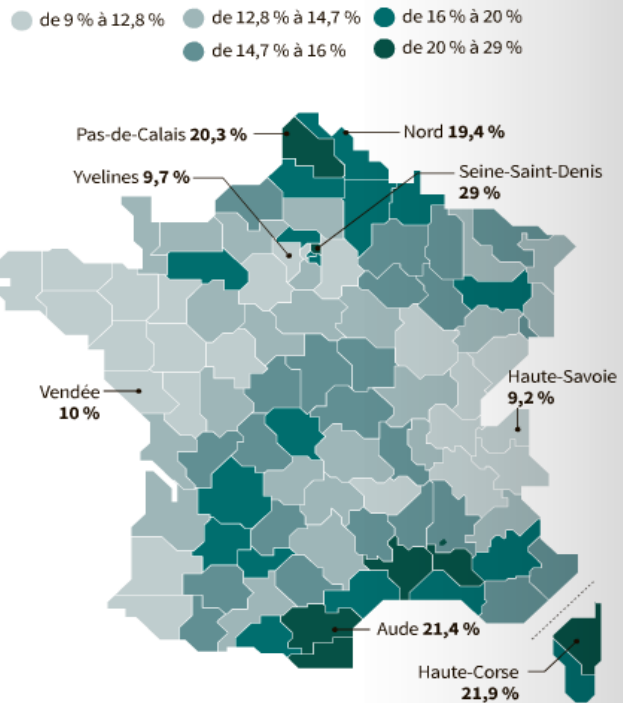 de 9 % à 12,8 %
de 12,8 % à 14,7 %
de 16 % à 20 %
de 14,7 % à 16 %
de 20 % à 29 %
Pas-de-Calais 20,3 %
Nord 19,4 %
Yvelines 9,7 %
Seine-Saint-Denis
29 %
Haute-Savoie
9,2 %
Vendée
10 %
Aude 21,4 %
Haute-Corse
21,9 %